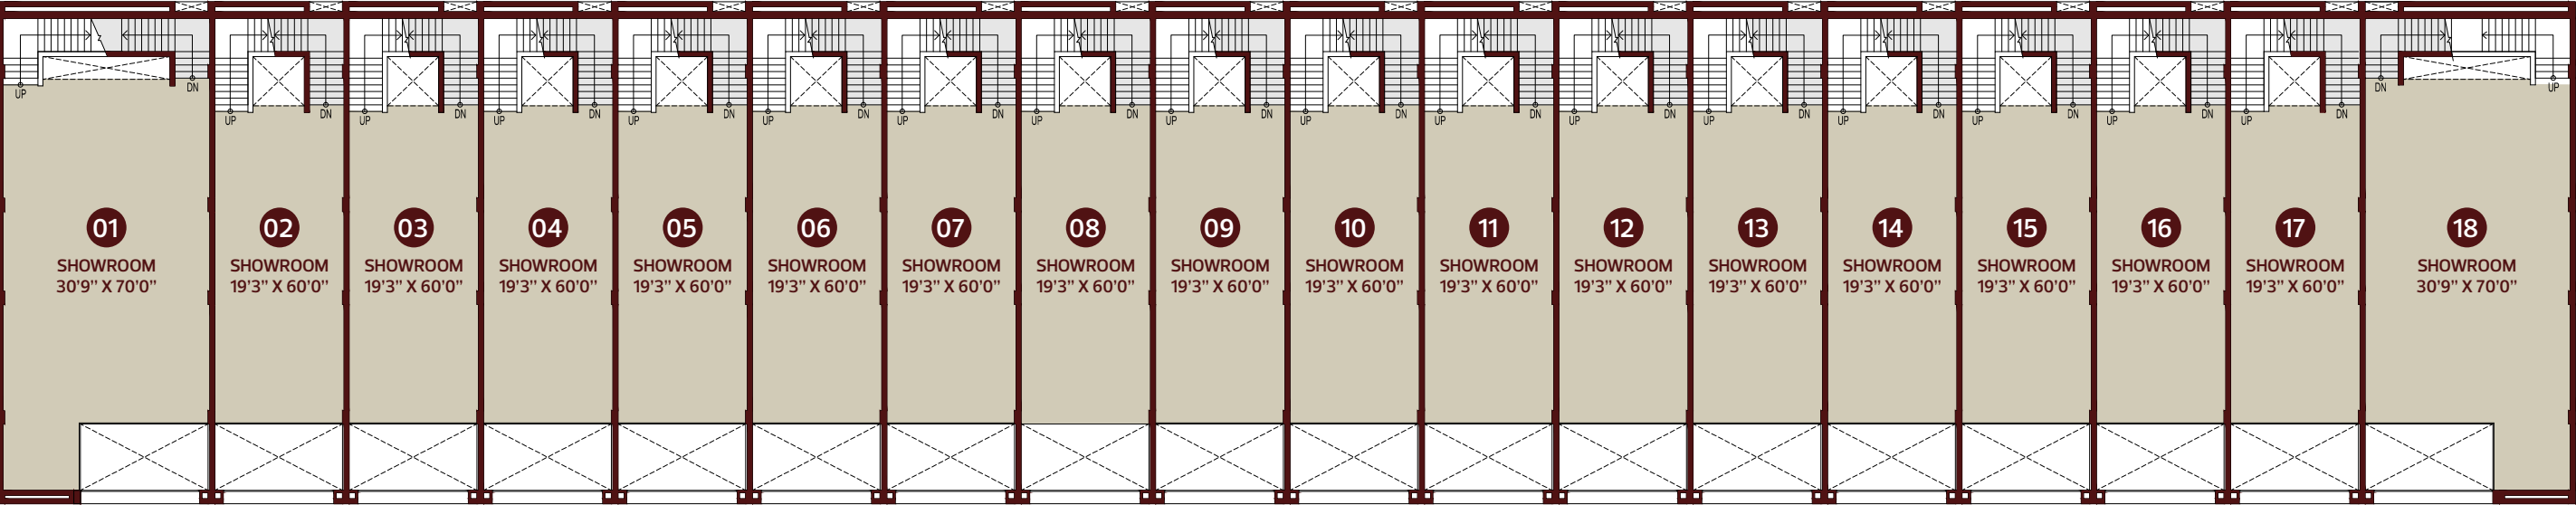 UP
DN
01
SHOWROOM
30'9" X 70'0"
UP
DN
02
SHOWROOM
19'3" X 60'0"
UP
DN
03
SHOWROOM
19'3" X 60'0"
UP
DN
04
SHOWROOM
19'3" X 60'0"
UP
DN
05
SHOWROOM
19'3" X 60'0"
UP
DN
06
SHOWROOM
19'3" X 60'0"
UP
DN
07
SHOWROOM
19'3" X 60'0"
UP
DN
08
SHOWROOM
19'3" X 60'0"
UP
DN
09
SHOWROOM
19'3" X 60'0"
UP
DN
10
SHOWROOM
19'3" X 60'0"
UP
DN
11
SHOWROOM
19'3" X 60'0"
UP
DN
12
SHOWROOM
19'3" X 60'0"
UP
DN
13
SHOWROOM
19'3" X 60'0"
UP
DN
14
SHOWROOM
19'3" X 60'0"
UP
DN
15
SHOWROOM
19'3" X 60'0"
UP
DN
16
SHOWROOM
19'3" X 60'0"
UP
DN
17
SHOWROOM
19'3" X 60'0"
DN
UP
18
SHOWROOM
30'9" X 70'0"